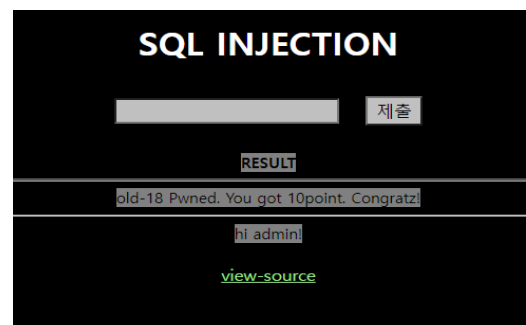 SQL INJECTION
제출
RESULT
old-18 Pwned. You got 10point. Congratz!
hi admin!
view-source